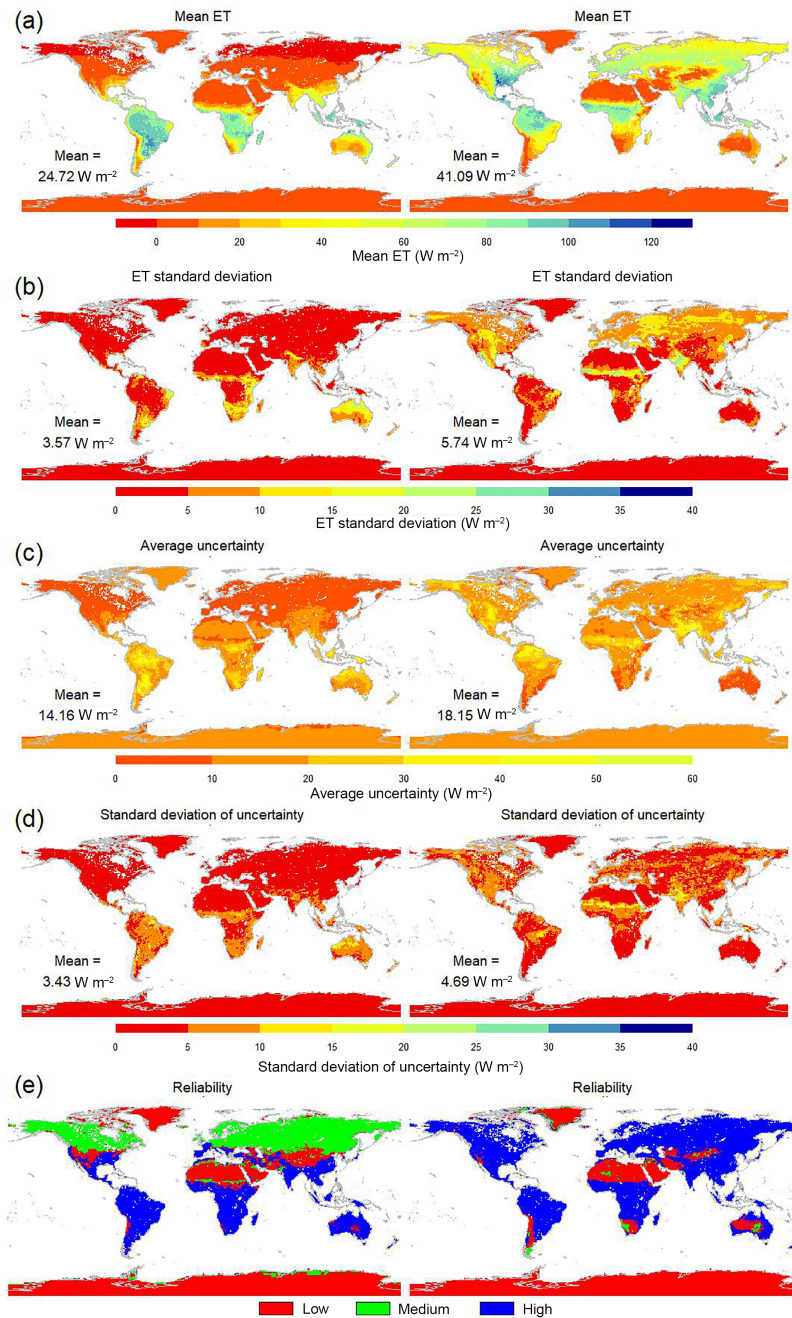 (a)
Mean ET
Mean ET
Mean =
24.72 W m⁻²
Mean =
41.09 W m⁻²
0 20 40 60 80 100 120
Mean ET (W m⁻²)
(b)
ET standard deviation
ET standard deviation
Mean =
3.57 W m⁻²
Mean =
5.74 W m⁻²
0 5 10 15 20 25 30 35 40
ET standard deviation (W m⁻²)
(c)
Average uncertainty
Average uncertainty
Mean =
14.16 W m⁻²
Mean =
18.15 W m⁻²
0 10 20 30 40 50 60
Average uncertainty (W m⁻²)
(d)
Standard deviation of uncertainty
Standard deviation of uncertainty
Mean =
3.43 W m⁻²
Mean =
4.69 W m⁻²
0 5 10 15 20 25 30 35 40
Standard deviation of uncertainty (W m⁻²)
(e)
Reliability
Reliability
Low Medium High